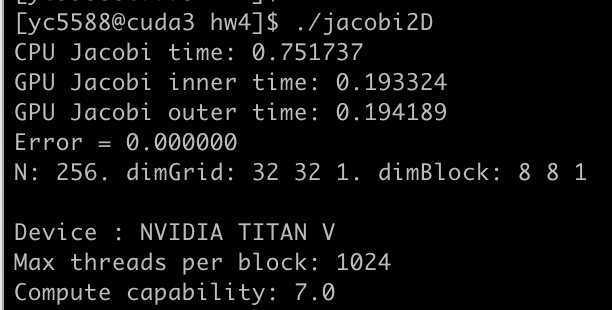 [yc5588@cuda3 hw4]$ ./jacobi2D
CPU Jacobi time: 0.751737
GPU Jacobi inner time: 0.193324
GPU Jacobi outer time: 0.194189
Error = 0.000000
N: 256. dimGrid: 32 32 1. dimBlock: 8 8 1
Device : NVIDIA TITAN V
Max threads per block: 1024
Compute capability: 7.0